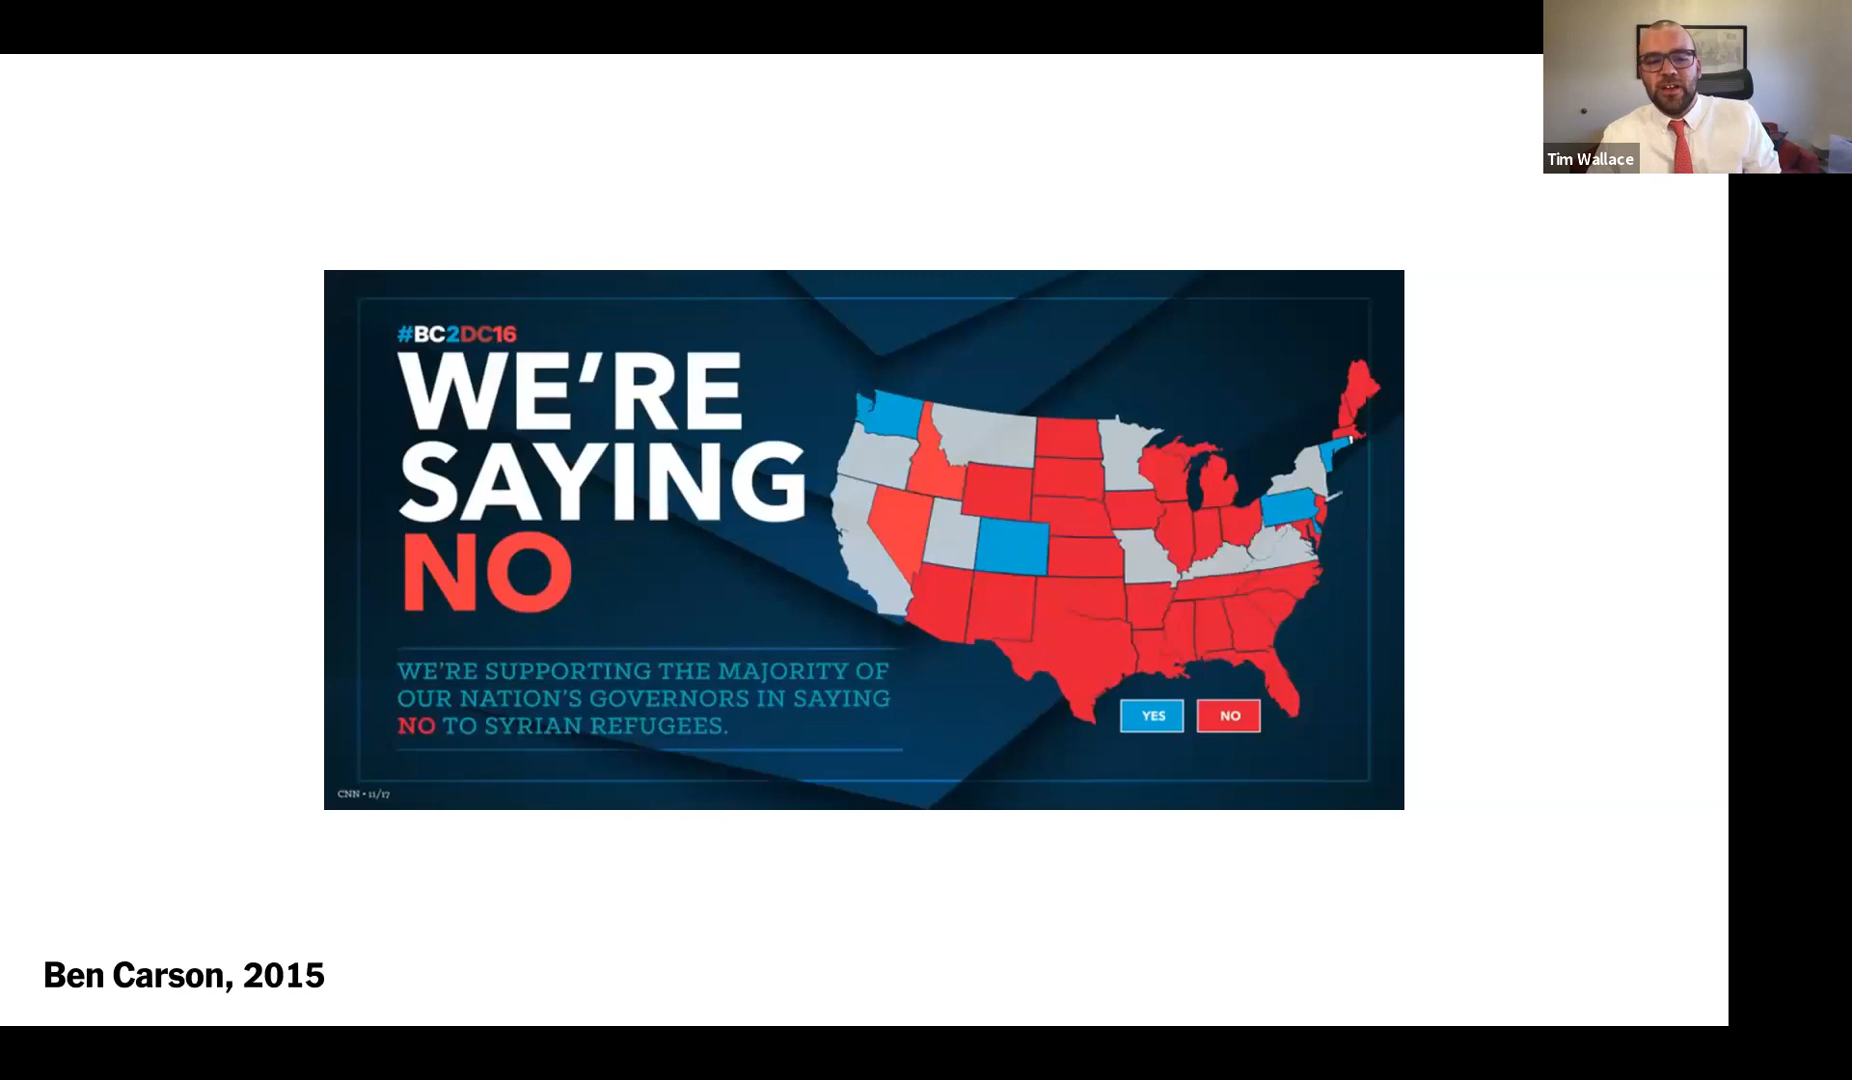 Tim Wallace
#BC2DC16
WE'RE
SAYING
NO
WE'RE SUPPORTING THE MAJORITY OF
OUR NATION'S GOVERNORS IN SAYING
NO TO SYRIAN REFUGEES.
YES
NO
CNN • 11/17
Ben Carson, 2015